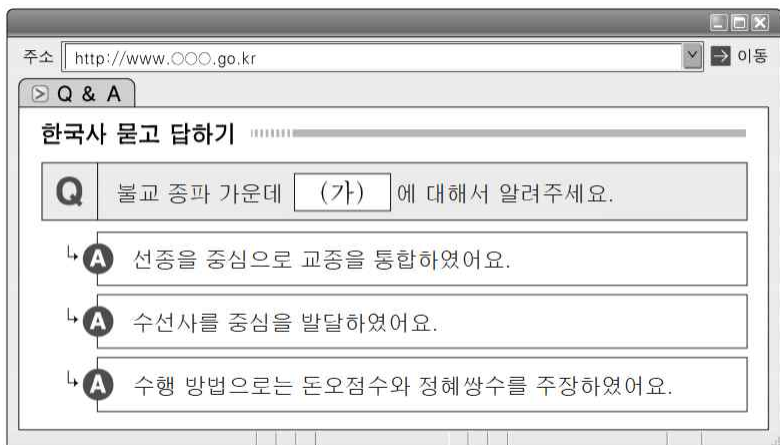 주소 http://www.○○○.go.kr 이동
Q & A
한국사 묻고 답하기
Q 불교 종파 가운데 (가) 에 대해서 알려주세요.
A 선종을 중심으로 교종을 통합하였어요.
A 수선사를 중심을 발달하였어요.
A 수행 방법으로는 돈오점수와 정혜쌍수를 주장하였어요.